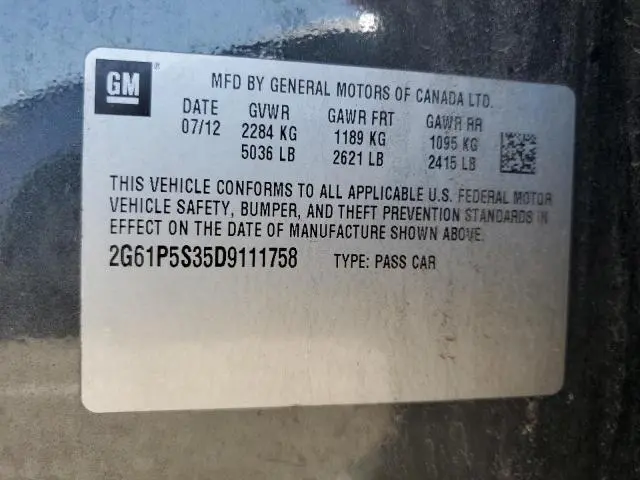 GM
®
MFD BY GENERAL MOTORS OF CANADA LTD.
DATE GVWR GAWR FRT GAWR RR
07/12 2284 KG 1189 KG 1095 KG
5036 LB 2621 LB 2415 LB
THIS VEHICLE CONFORMS TO ALL APPLICABLE U.S. FEDERAL MOTOR
VEHICLE SAFETY, BUMPER, AND THEFT PREVENTION STANDARDS IN
EFFECT ON THE DATE OF MANUFACTURE SHOWN ABOVE.
2G61P5S35D9111758 TYPE: PASS CAR